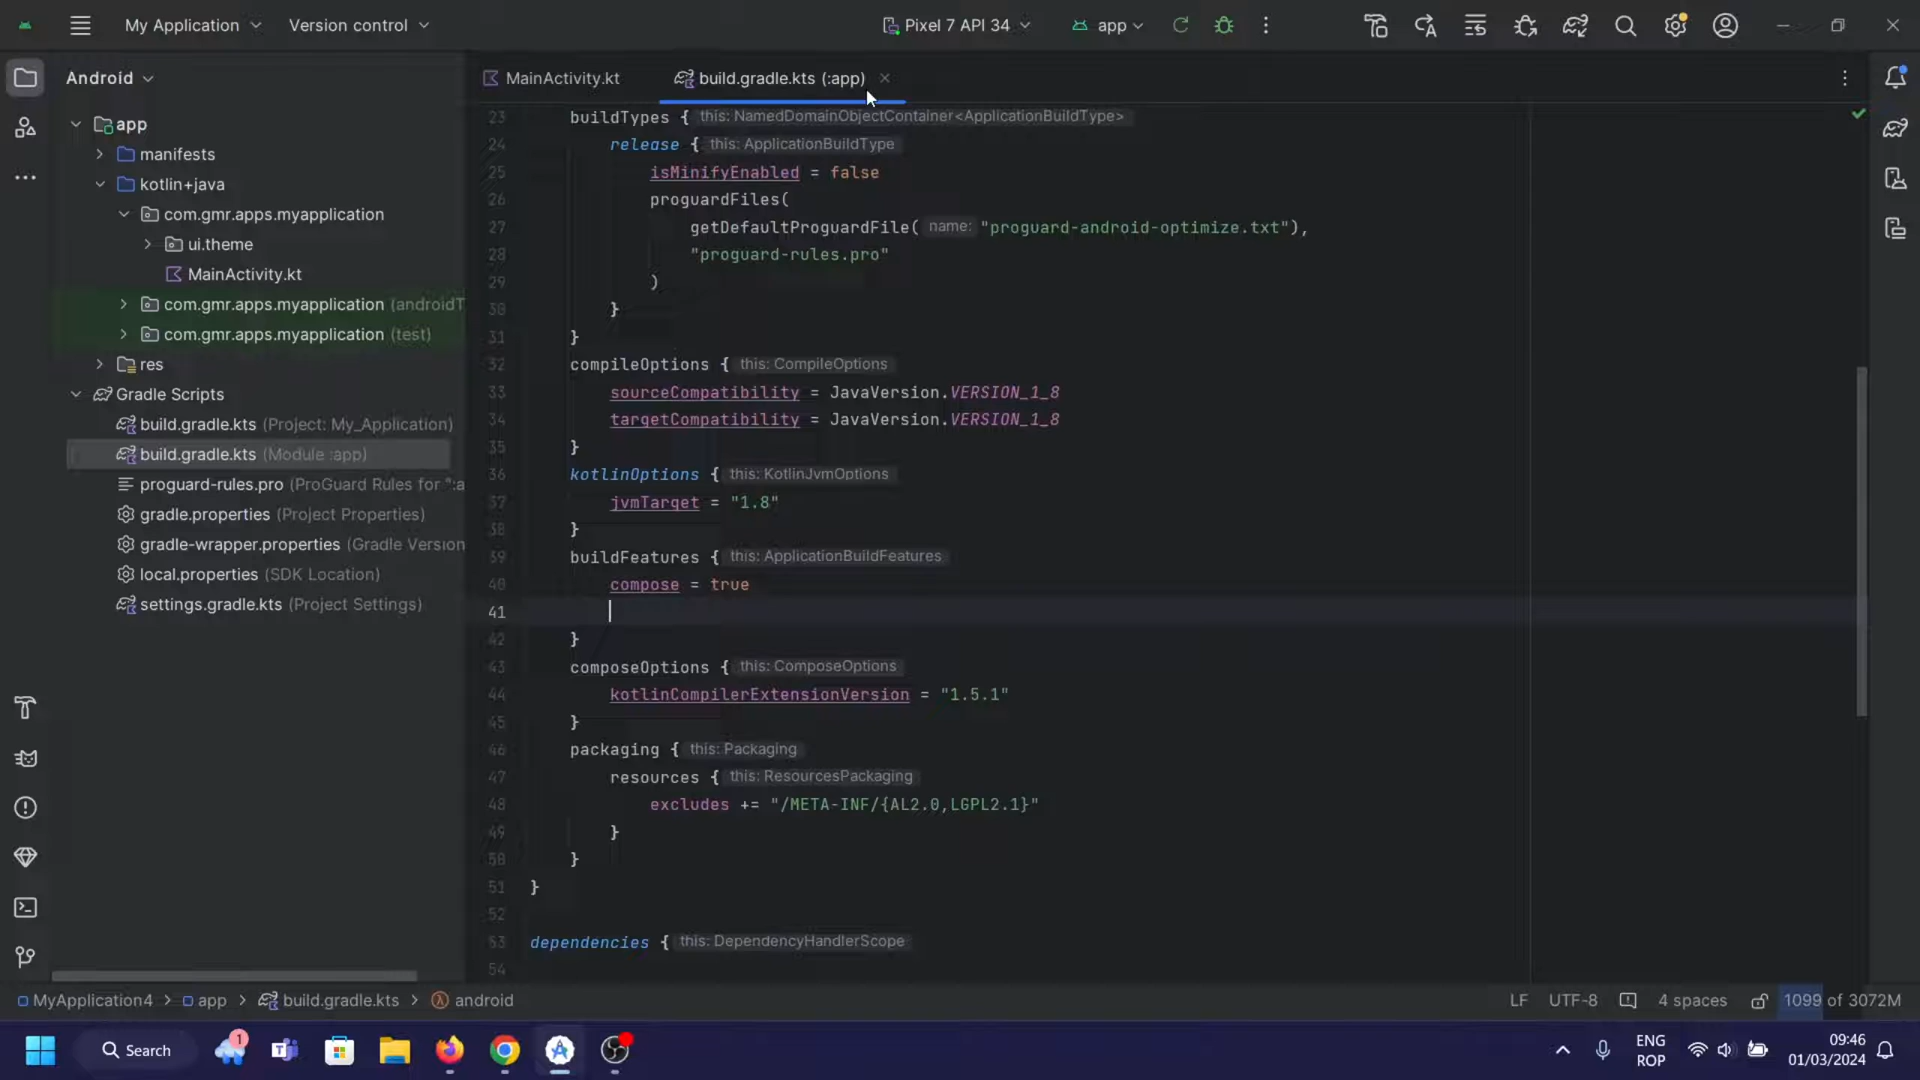 My Application
Version control
Pixel 7 API 34
app
Android
MainActivity.kt
build.gradle.kts (:app)
app
manifests
kotlin+java
com.gmr.apps.myapplication
ui.theme
MainActivity.kt
com.gmr.apps.myapplication (androidT
com.gmr.apps.myapplication (test)
res
Gradle Scripts
build.gradle.kts (Project: My_Application)
build.gradle.kts (Module :app)
proguard-rules.pro (ProGuard Rules for ":a
gradle.properties (Project Properties)
gradle-wrapper.properties (Gradle Version
local.properties (SDK Location)
settings.gradle.kts (Project Settings)
23 buildTypes { this: NamedDomainObjectContainer<ApplicationBuildType>
24 release { this: ApplicationBuildType
25 isMinifyEnabled = false
26 proguardFiles(
27 getDefaultProguardFile( name: "proguard-android-optimize.txt"),
28 "proguard-rules.pro"
29 )
30 }
31 }
32 compileOptions { this: CompileOptions
33 sourceCompatibility = JavaVersion.VERSION_1_8
34 targetCompatibility = JavaVersion.VERSION_1_8
35 }
36 kotlinOptions { this: KotlinJvmOptions
37 jvmTarget = "1.8"
38 }
39 buildFeatures { this: ApplicationBuildFeatures
40 compose = true
41
42 }
43 composeOptions { this: ComposeOptions
44 kotlinCompilerExtensionVersion = "1.5.1"
45 }
46 packaging { this: Packaging
47 resources { this: ResourcesPackaging
48 excludes += "/META-INF/{AL2.0,LGPL2.1}"
49 }
50 }
51 }
52
53 dependencies { this: DependencyHandlerScope
54
MyApplication4 > app > build.gradle.kts > android
LF UTF-8 4 spaces 1099 of 3072M
Search
1
ENG
ROP
09:46
01/03/2024